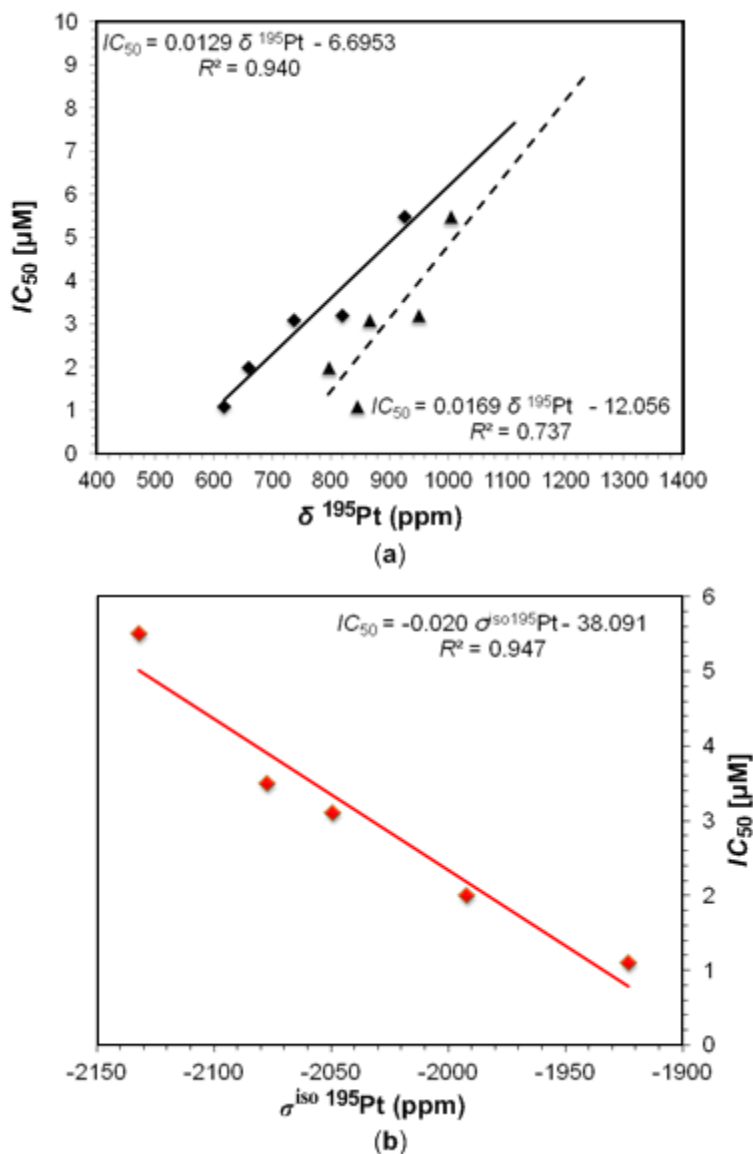 IC₅₀ = 0.0129 δ ¹⁹⁵Pt - 6.6953
R² = 0.940
10
9
8
7
6
5
4
3
2
1
0
IC₅₀ [µM]
IC₅₀ = 0.0169 δ ¹⁹⁵Pt - 12.056
R² = 0.737
400 500 600 700 800 900 1000 1100 1200 1300 1400
δ ¹⁹⁵Pt (ppm)
(a)
IC₅₀ = -0.020 σⁱˢᵒ¹⁹⁵Pt - 38.091
R² = 0.947
6
5
4
3
2
1
0
IC₅₀ [µM]
-2150 -2100 -2050 -2000 -1950 -1900
σⁱˢᵒ ¹⁹⁵Pt (ppm)
(b)